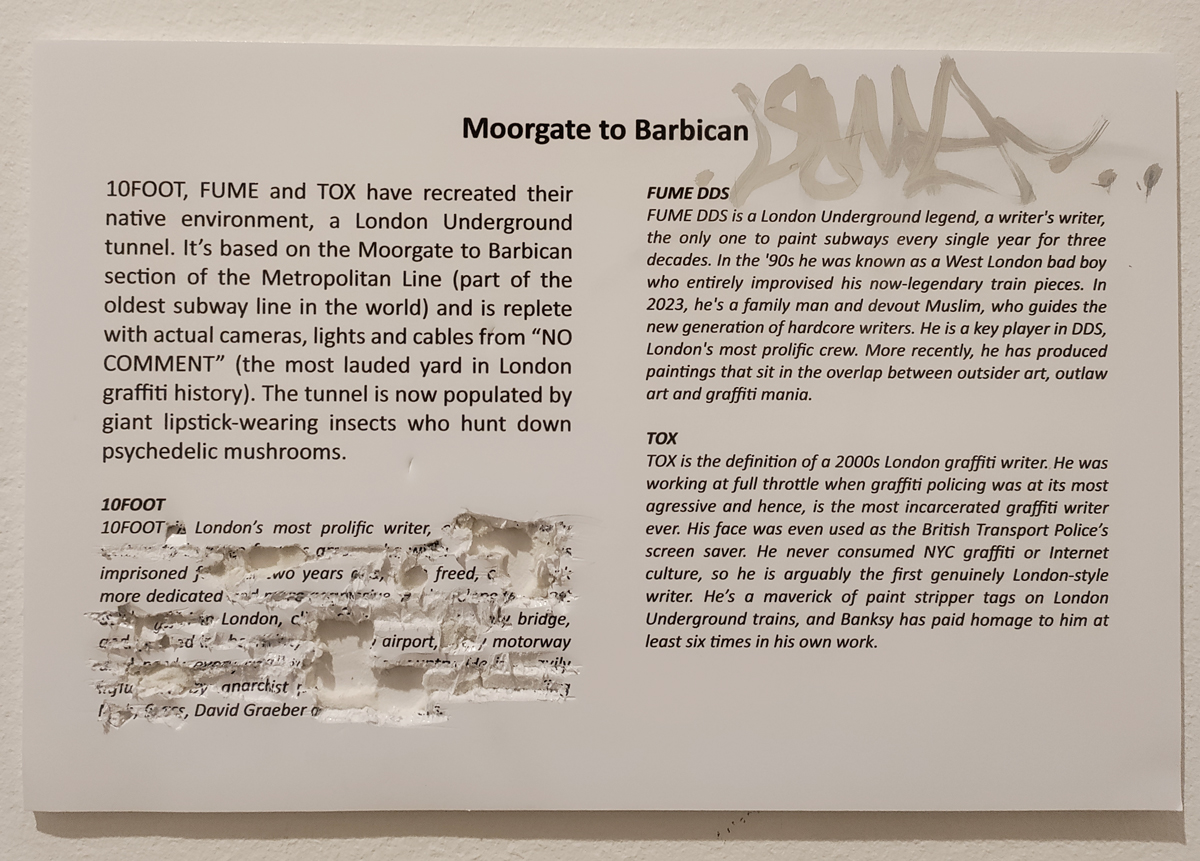 Moorgate to Barbican
10FOOT, FUME and TOX have recreated their
native environment, a London Underground
tunnel. It’s based on the Moorgate to Barbican
section of the Metropolitan Line (part of the
oldest subway line in the world) and is replete
with actual cameras, lights and cables from “NO
COMMENT” (the most lauded yard in London
graffiti history). The tunnel is now populated by
giant lipstick-wearing insects who hunt down
psychedelic mushrooms.
10FOOT
10FOOT London’s most prolific writer,
imprisoned two years freed,
more dedicated
London, bridge,
airport, motorway
anarchist
David Graeber
FUME DDS
FUME DDS is a London Underground legend, a writer's writer,
the only one to paint subways every single year for three
decades. In the '90s he was known as a West London bad boy
who entirely improvised his now-legendary train pieces. In
2023, he's a family man and devout Muslim, who guides the
new generation of hardcore writers. He is a key player in DDS,
London's most prolific crew. More recently, he has produced
paintings that sit in the overlap between outsider art, outlaw
art and graffiti mania.
TOX
TOX is the definition of a 2000s London graffiti writer. He was
working at full throttle when graffiti policing was at its most
agressive and hence, is the most incarcerated graffiti writer
ever. His face was even used as the British Transport Police’s
screen saver. He never consumed NYC graffiti or Internet
culture, so he is arguably the first genuinely London-style
writer. He’s a maverick of paint stripper tags on London
Underground trains, and Banksy has paid homage to him at
least six times in his own work.